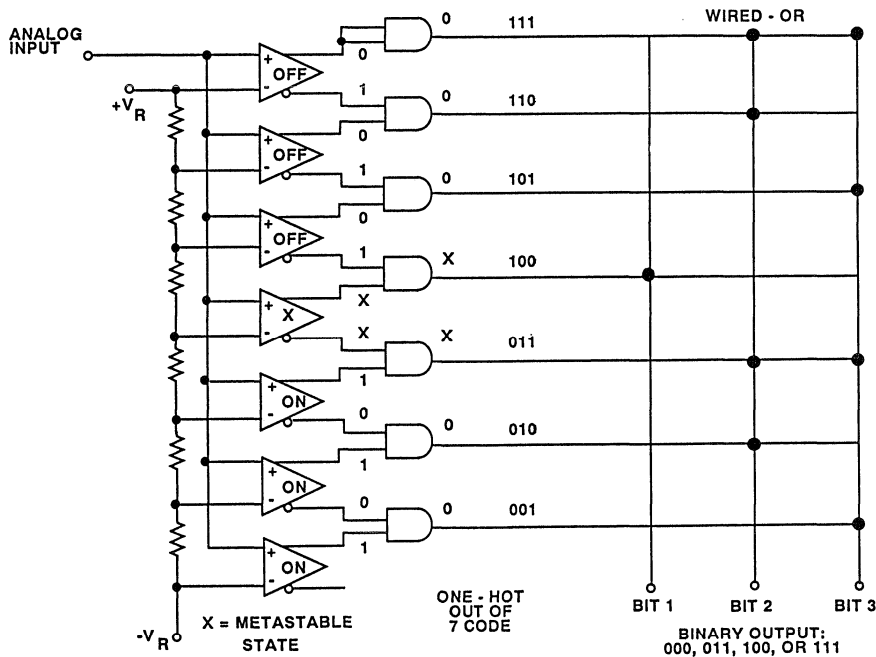 ANALOG
INPUT
+VR
-VR
+
-
OFF
+
-
OFF
+
-
OFF
+
-
X
+
-
ON
+
-
ON
+
-
ON
0
1
0
1
0
1
X
X
1
0
1
0
1
0 111
0 110
0 101
X 100
X 011
0 010
0 001
WIRED - OR
X = METASTABLE
STATE
ONE - HOT
OUT OF
7 CODE
BIT 1
BIT 2
BIT 3
BINARY OUTPUT:
000, 011, 100, OR 111